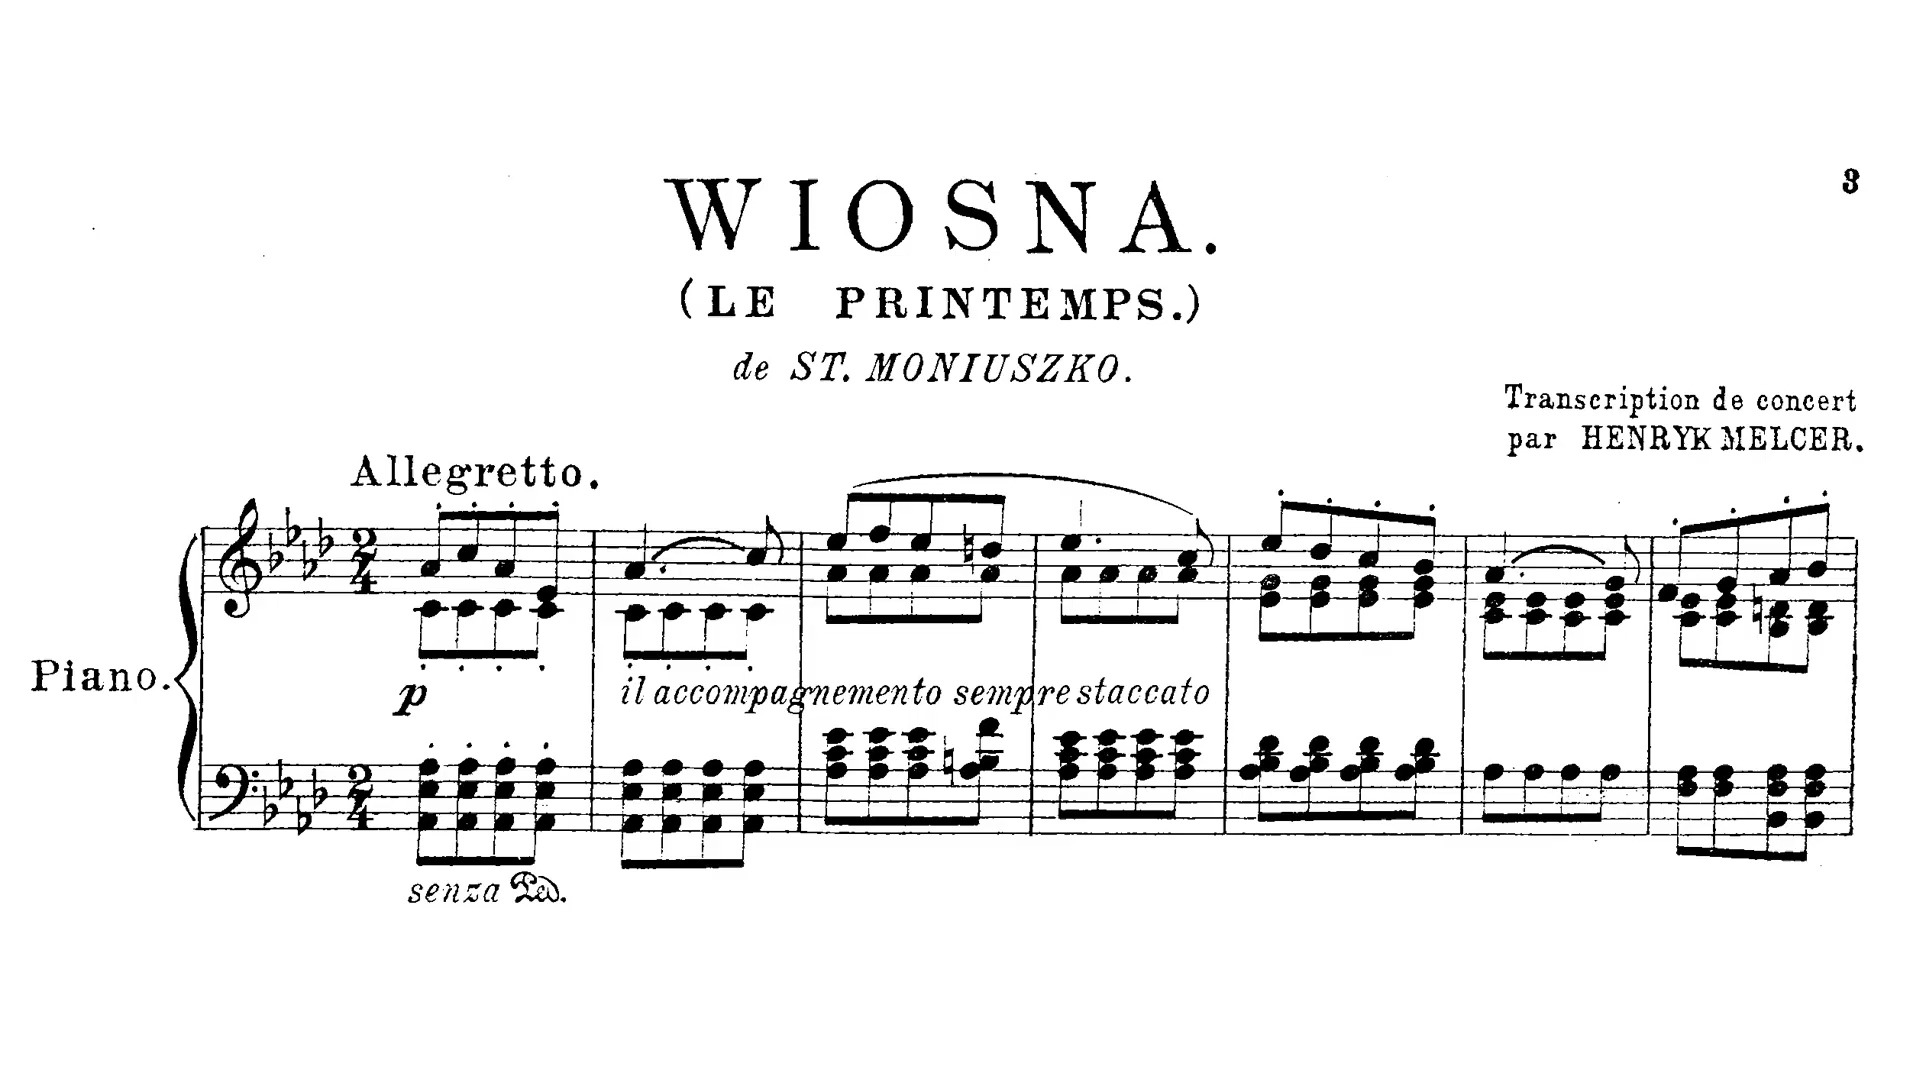 3
WIOSNA.
(LE PRINTEMPS.)
de ST. MONIUSZKO.
Transcription de concert
par HENRYK MELCER.
Allegretto.
Piano.
p
il accompagnemento sempre staccato
senza Ped.